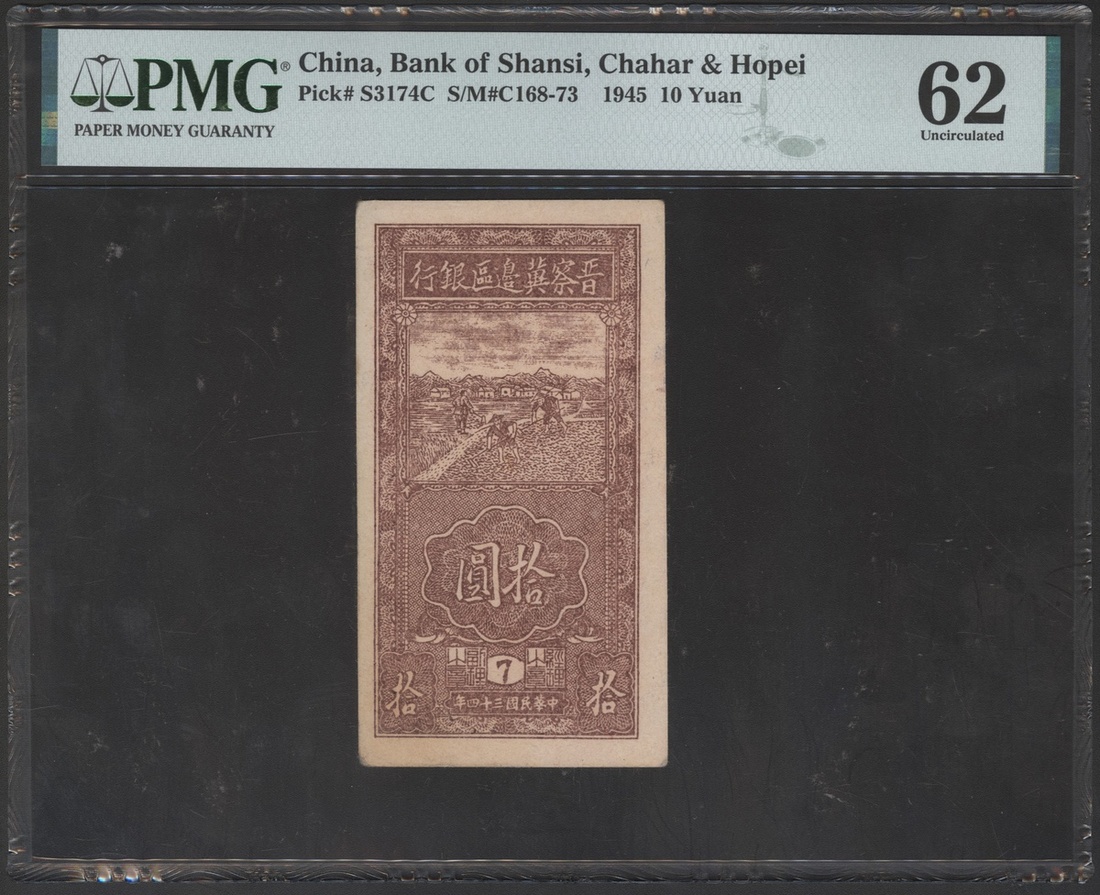 PMG®
PAPER MONEY GUARANTY
China, Bank of Shansi, Chahar & Hopei
Pick# S3174C S/M#C168-73 1945 10 Yuan
62
Uncirculated
晋察冀邊區銀行
拾圓
7
拾
拾
中華民國三十四年